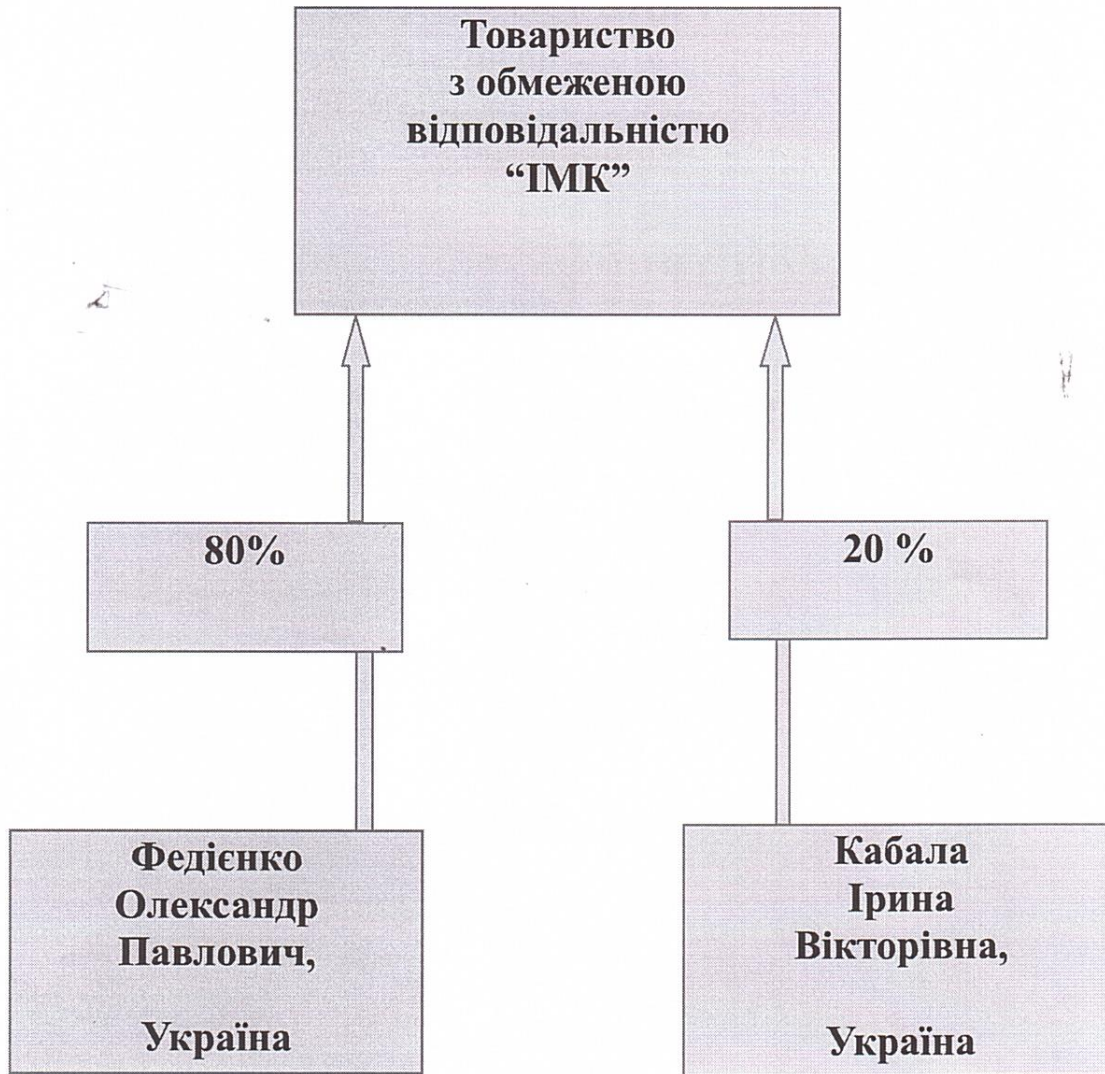 Товариство
з обмеженою
відповідальністю
“ІМК”
80%
20 %
Федієнко
Олександр
Павлович,
Україна
Кабала
Ірина
Вікторівна,
Україна